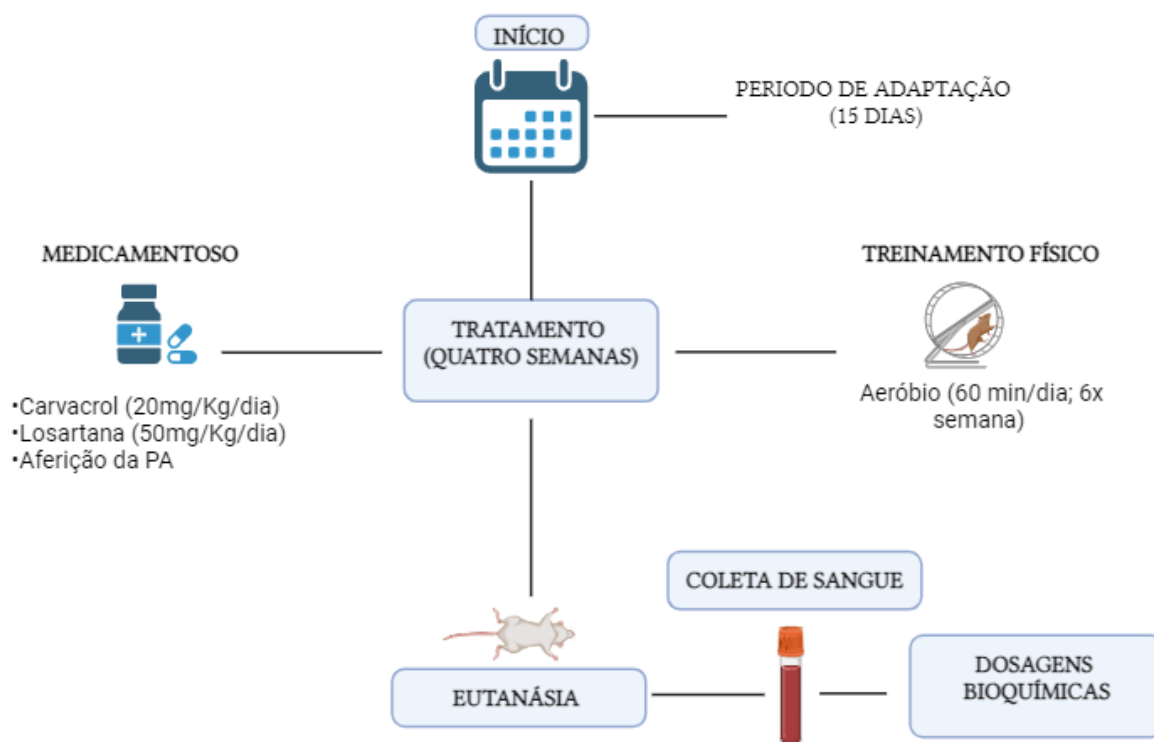 INÍCIO
PERIODO DE ADAPTAÇÃO
(15 DIAS)
MEDICAMENTOSO
TREINAMENTO FÍSICO
TRATAMENTO
(QUATRO SEMANAS)
•Carvacrol (20mg/Kg/dia)
•Losartana (50mg/Kg/dia)
•Aferição da PA
Aeróbio (60 min/dia; 6x
semana)
COLETA DE SANGUE
EUTANÁSIA
DOSAGENS
BIOQUÍMICAS